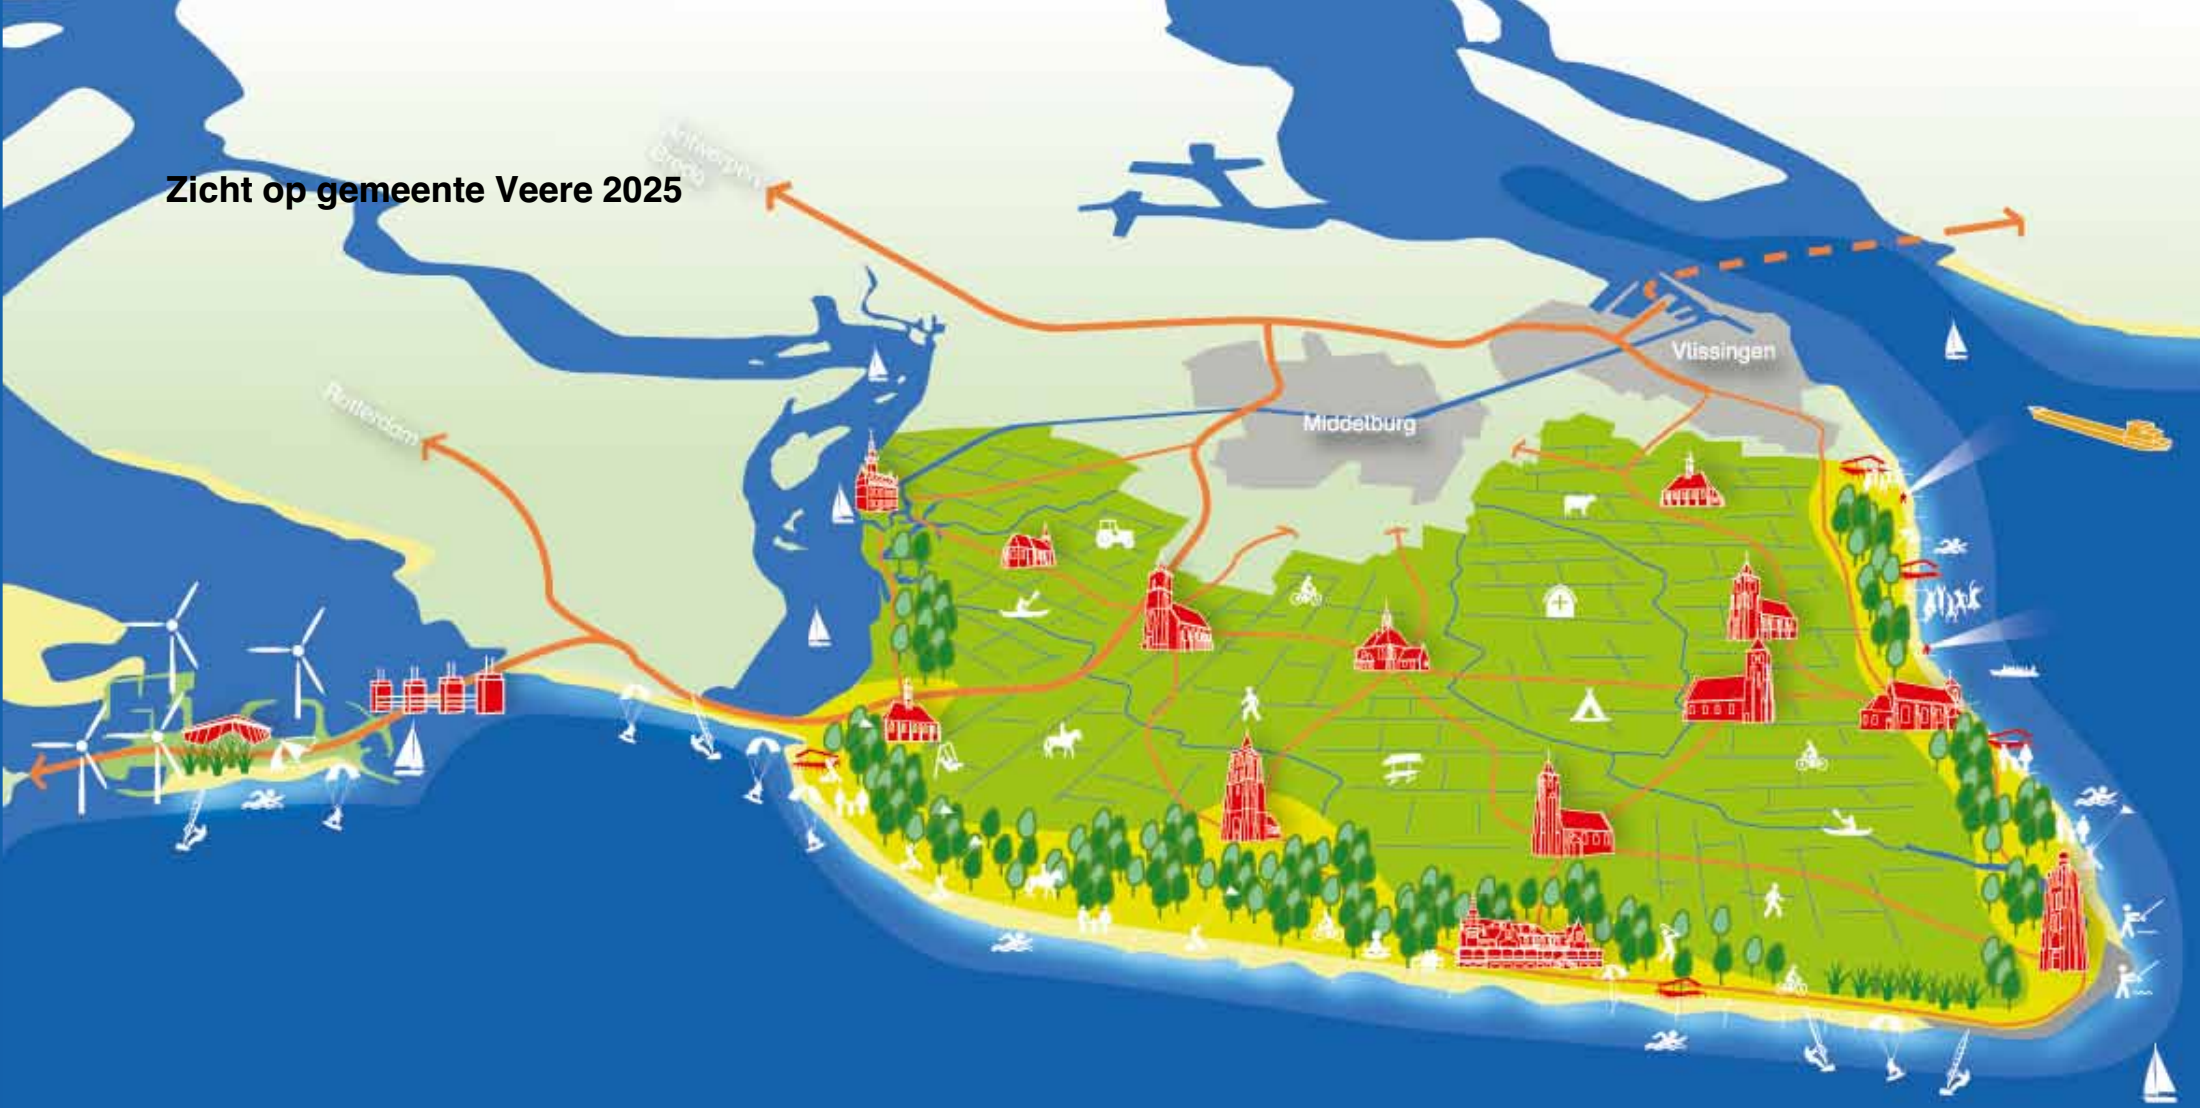 Antwerpen
Breda
Zicht op gemeente Veere 2025
Vlissingen
Rotterdam
Middelburg